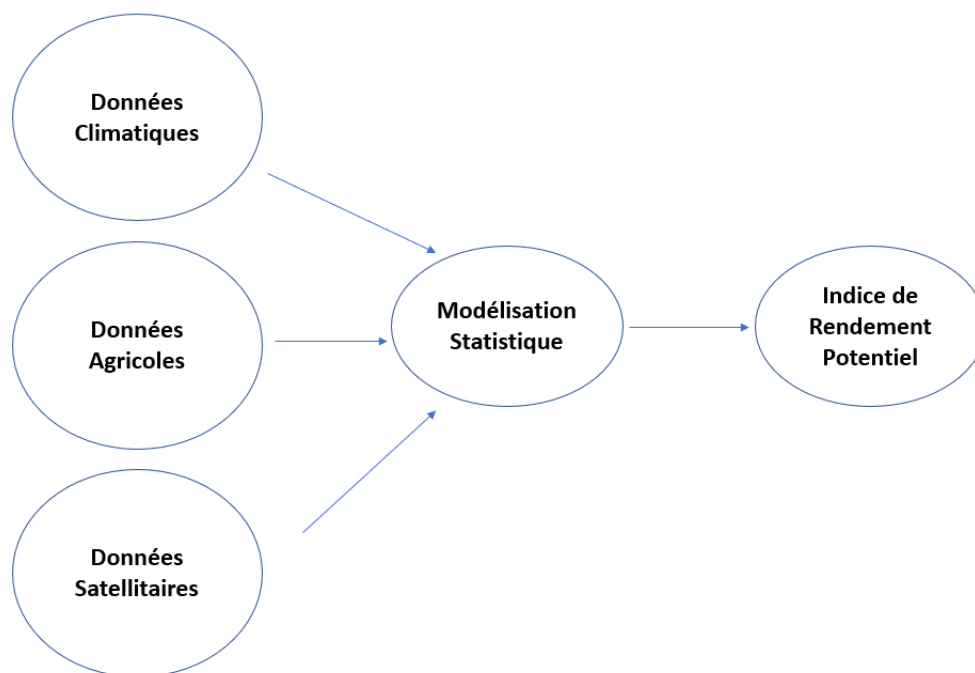 Données
Climatiques
Données
Agricoles
Données
Satellitaires
Modélisation
Statistique
Indice de
Rendement
Potentiel